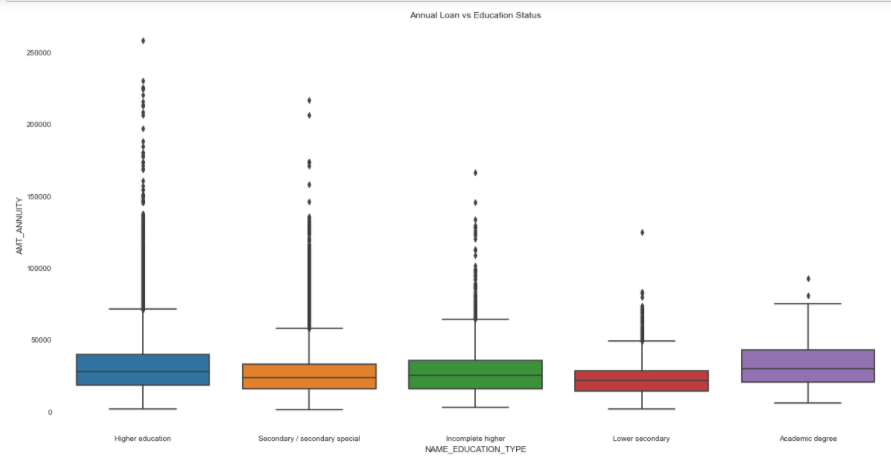 Annual Loan vs Education Status
250000
200000
150000
100000
50000
0
AMT_ANNUITY
Higher education
Secondary / secondary special
Incomplete higher
Lower secondary
Academic degree
NAME_EDUCATION_TYPE